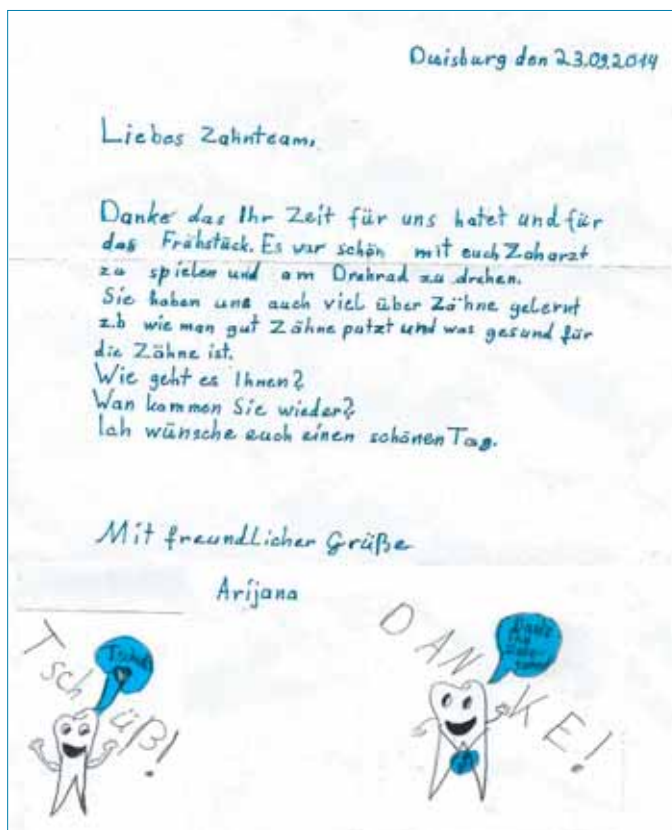 Duisburg den 23.09.2014
Liebes Zahnteam,
Danke das Ihr Zeit für uns hatet und für
das Frühstück. Es war schön mit euch Zaharzt
zu spielen und am Drehrad zu drehen.
Sie haben uns auch viel über Zähne gelernt
z.b wie man gut Zähne putzt und was gesund für
die Zähne ist.
Wie geht es Ihnen?
Wan kommen Sie wieder?
Ich wünsche euch einen schönen Tag.
Mit freundlicher Grüße
Arijana
Tschüß!
DANKE!